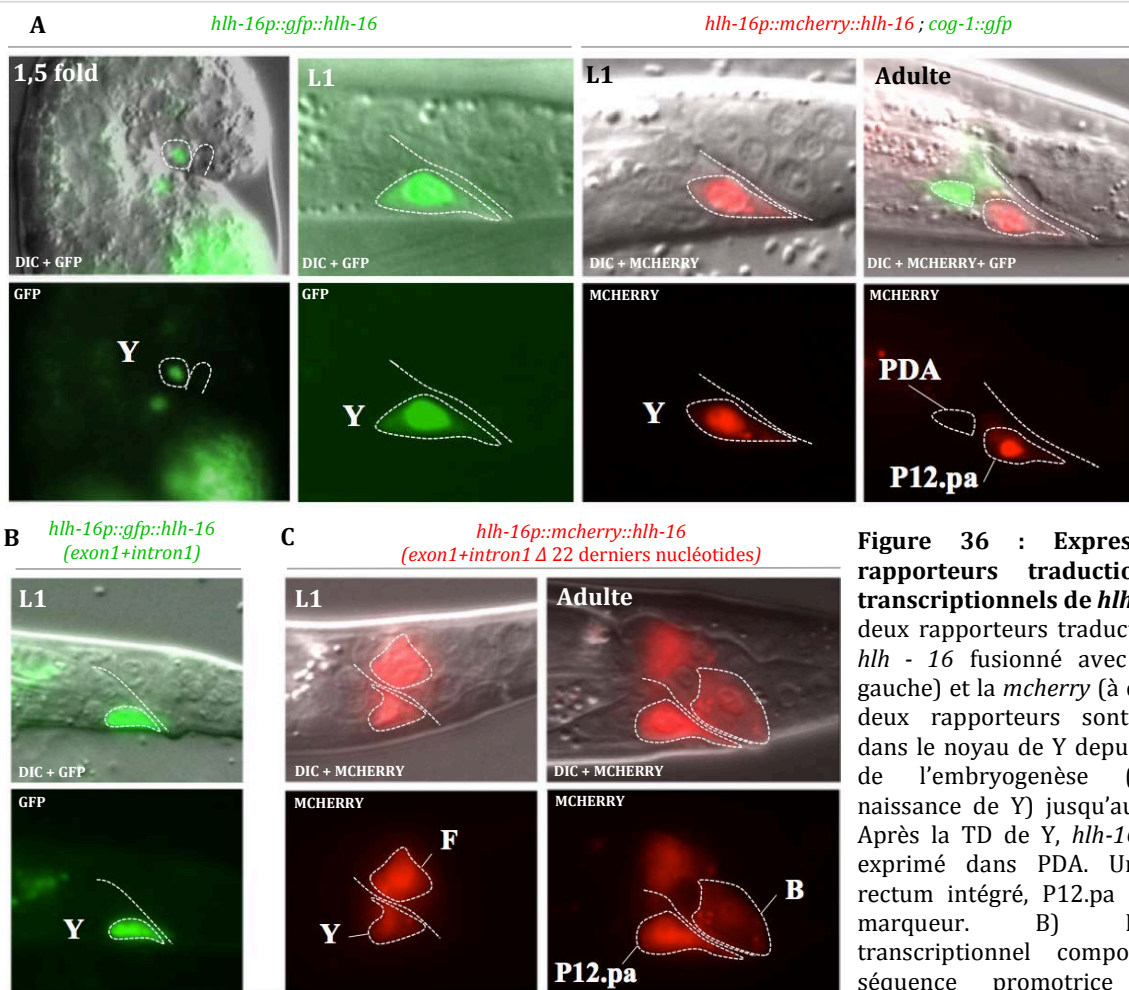 A
hlh-16p::gfp::hlh-16
hlh-16p::mcherry::hlh-16 ; cog-1::gfp
1,5 fold
L1
L1
Adulte
DIC + GFP
DIC + GFP
DIC + MCHERRY
DIC + MCHERRY+ GFP
GFP
GFP
MCHERRY
MCHERRY
Y
Y
Y
PDA
P12.pa
B
hlh-16p::gfp::hlh-16
(exon1+intron1)
C
hlh-16p::mcherry::hlh-16
(exon1+intron1 Δ 22 derniers nucléotides)
L1
L1
Adulte
DIC + GFP
DIC + MCHERRY
DIC + MCHERRY
GFP
MCHERRY
MCHERRY
Y
F
Y
B
P12.pa
Figure 36 : Expres
rapporteurs traductio
transcriptionnels de hlh
deux rapporteurs traduct
hlh - 16 fusionné avec
gauche) et la mcherry (à
deux rapporteurs sont
dans le noyau de Y depu
de l'embryogenèse (
naissance de Y) jusqu'au
Après la TD de Y, hlh-16
exprimé dans PDA. Un
rectum intégré, P12.pa
marqueur. B)
transcriptionnel compo
séquence promotrice